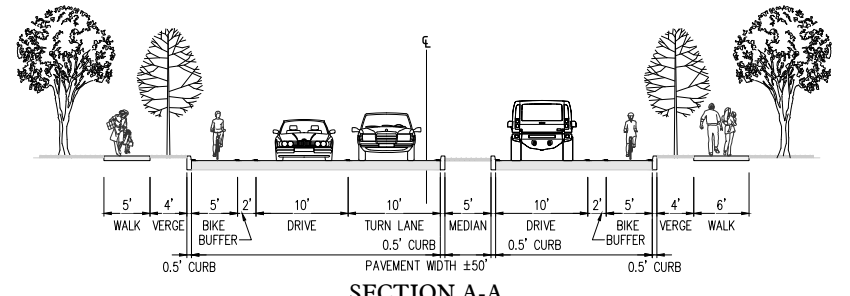 ℄
5' 4' 5' 2' 10' 10' 5' 10' 2' 5' 4' 6'
WALK VERGE BIKE DRIVE TURN LANE MEDIAN DRIVE BIKE VERGE WALK
BUFFER BUFFER
0.5' CURB 0.5' CURB
0.5' CURB PAVEMENT WIDTH ±50' 0.5' CURB
SECTION A-A